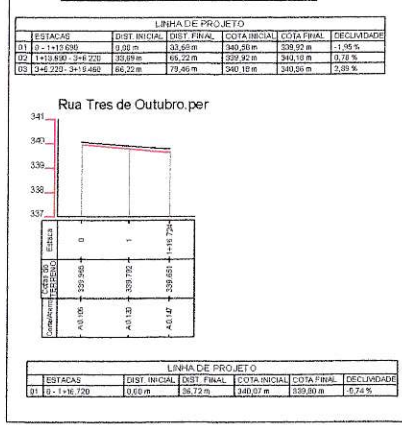 LINHA DE PROJETO
ESTACAS DIST. INICIAL DIST. FINAL COTA INICIAL COTA FINAL DECLIVIDADE
01 0 - 1+13.690 0,00 m 33,69 m 340,58 m 339,92 m -1,95 %
02 1+13.690 - 3+6.220 33,69 m 66,22 m 339,92 m 340,18 m 0,78 %
03 3+6.220 - 3+19.460 66,22 m 79,46 m 340,18 m 340,56 m 2,89 %
Rua Tres de Outubro.per
341
340
339
338
337
Estaca 0 1 1+16.724
Cotas do TERRENO 339.965 339.792 339.651
Corte/Aterro A:0.105 A:0.147
LINHA DE PROJETO
ESTACAS DIST. INICIAL DIST. FINAL COTA INICIAL COTA FINAL DECLIVIDADE
01 0 - 1+16.720 0,00 m 36,72 m 340,07 m 339,80 m -0,74 %